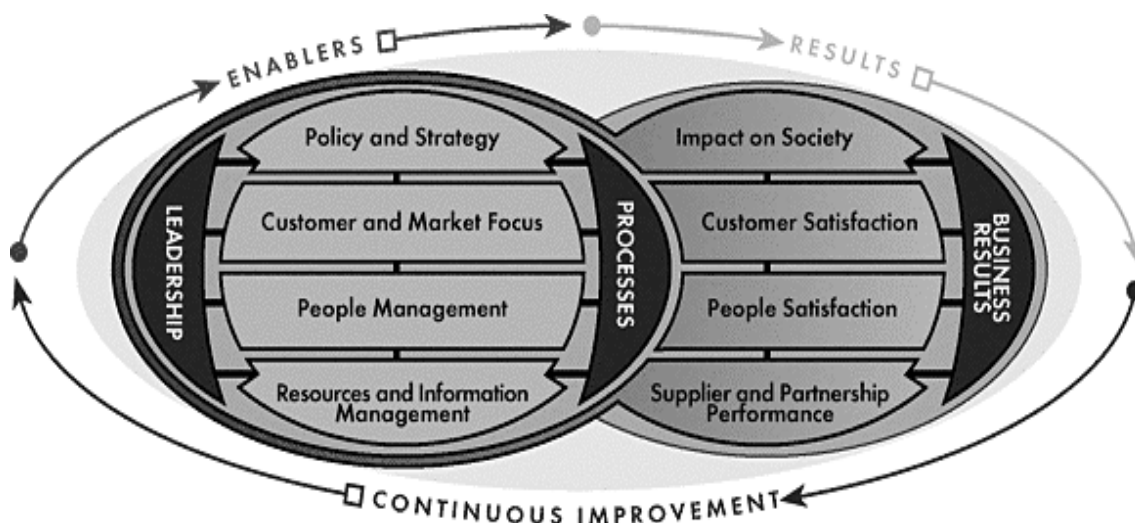 ENABLERS
RESULTS
LEADERSHIP
Policy and Strategy
Customer and Market Focus
People Management
Resources and Information
Management
PROCESSES
Impact on Society
Customer Satisfaction
People Satisfaction
Supplier and Partnership
Performance
BUSINESS
RESULTS
CONTINUOUS IMPROVEMENT